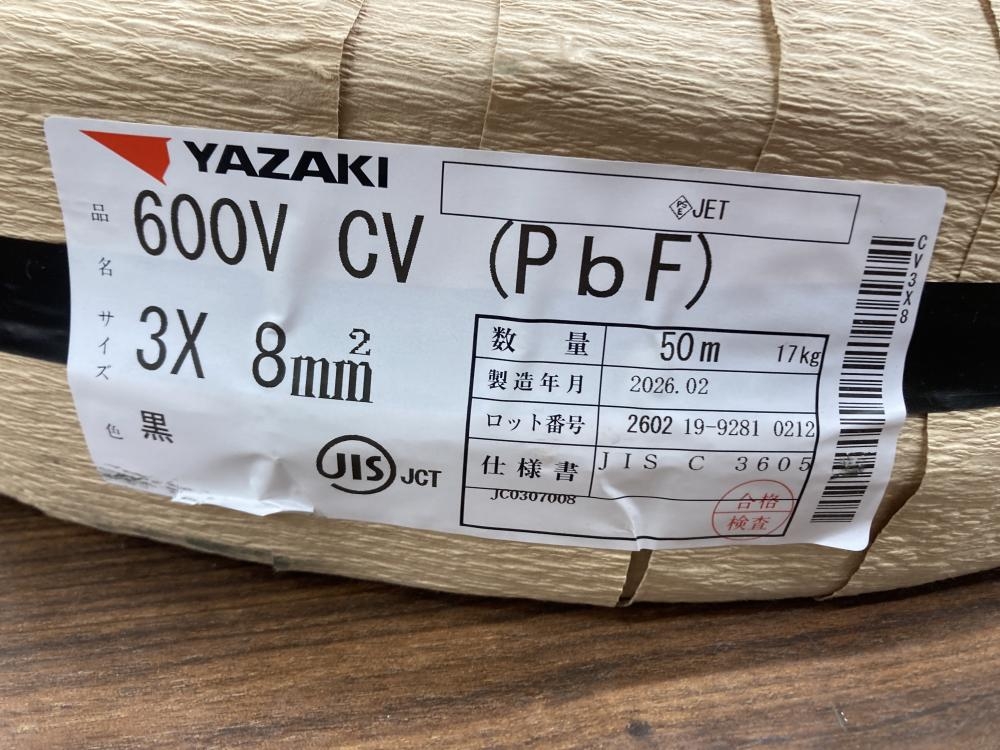 YAZAKI
PSE JET
品名 600V CV (PbF)
サイズ 3X 8mm²
色 黒
JIS JCT
数量 50m 17kg
製造年月 2026.02
ロット番号 2602 19-9281 0212
仕様書 JIS C 3605
JC0307008
合格
検査
CV3X8